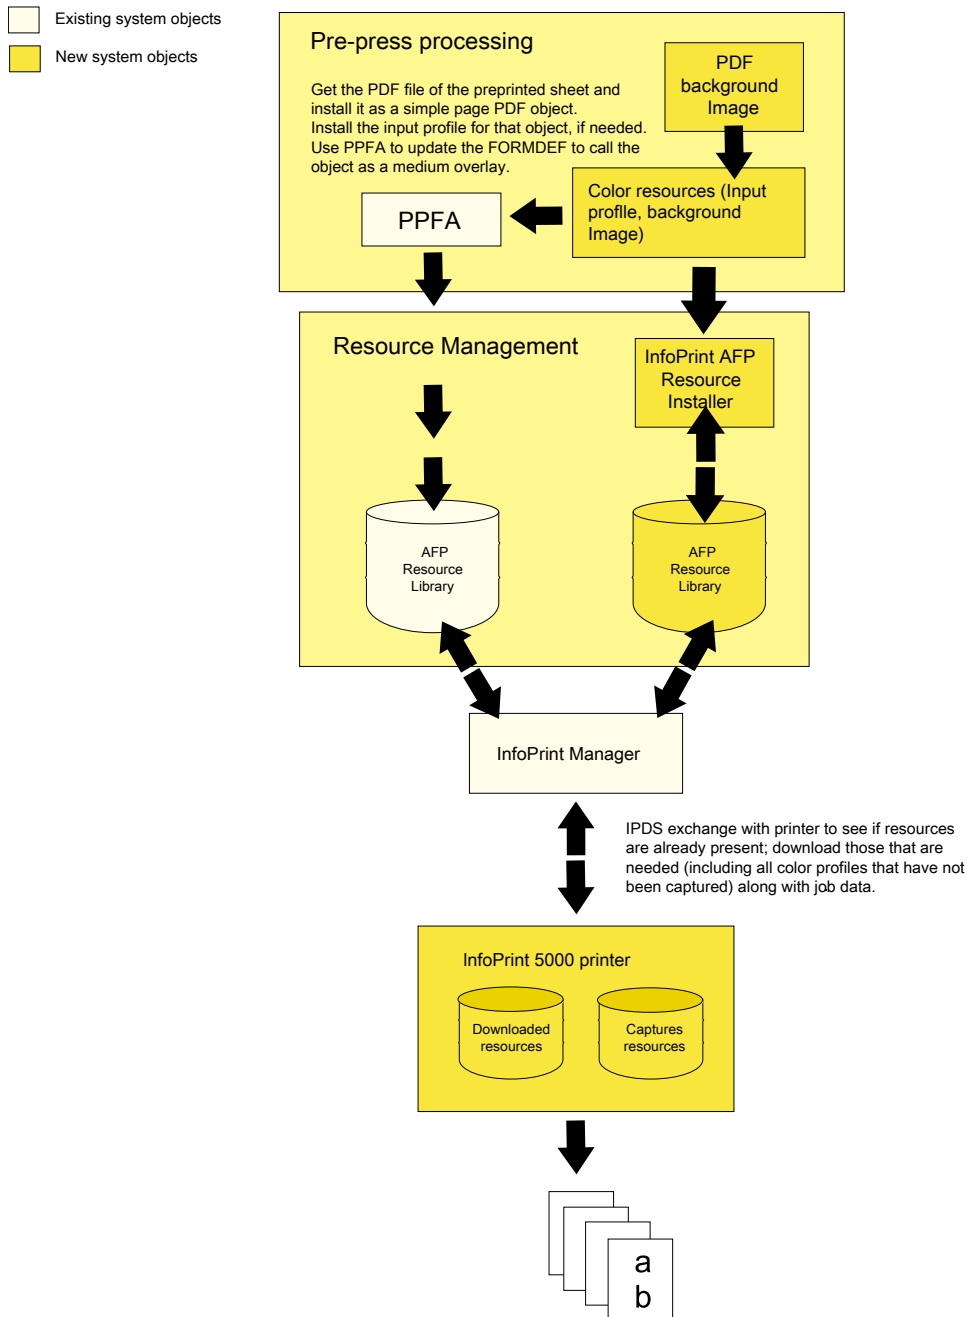 Existing system objects
New system objects
Pre-press processing
Get the PDF file of the preprinted sheet and
install it as a simple page PDF object.
Install the input profile for that object, if needed.
Use PPFA to update the FORMDEF to call the
object as a medium overlay.
PDF
background
Image
Color resources (Input
profile, background
Image)
PPFA
Resource Management
InfoPrint AFP
Resource
Installer
AFP
Resource
Library
AFP
Resource
Library
InfoPrint Manager
IPDS exchange with printer to see if resources
are already present; download those that are
needed (including all color profiles that have not
been captured) along with job data.
InfoPrint 5000 printer
Downloaded
resources
Captures
resources
a
b